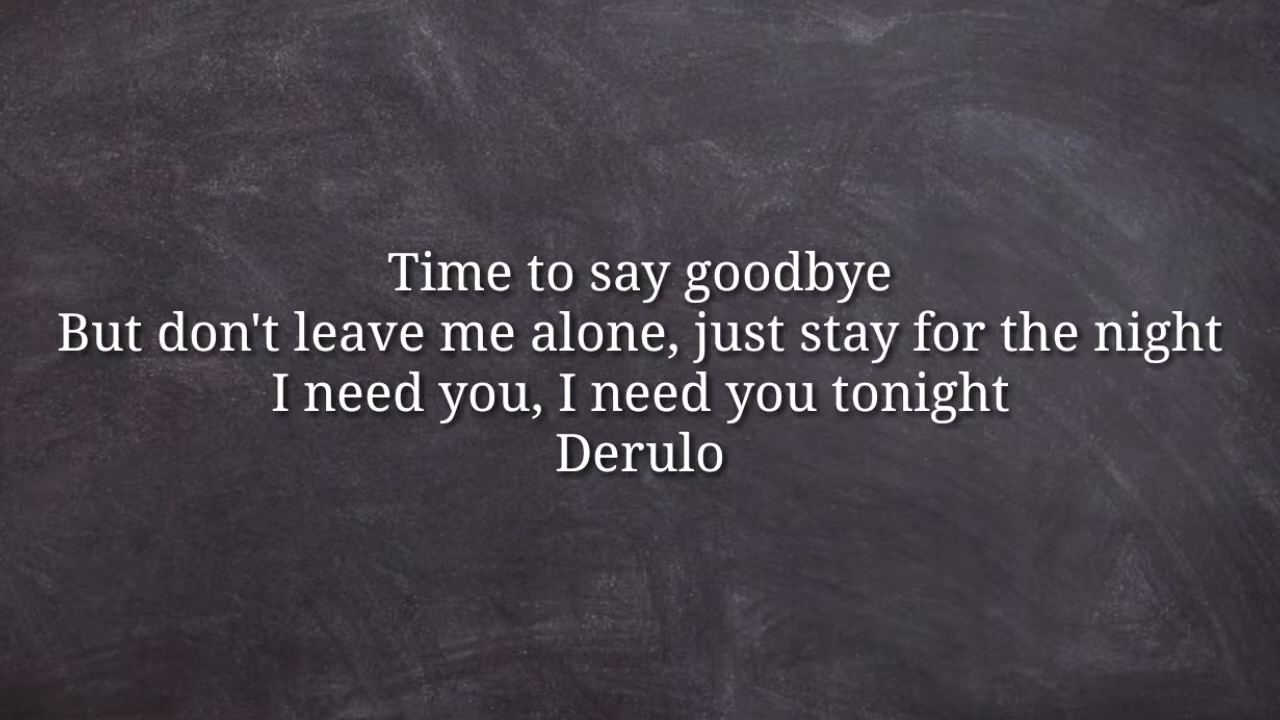 Time to say goodbye
But don't leave me alone, just stay for the night
I need you, I need you tonight
Derulo